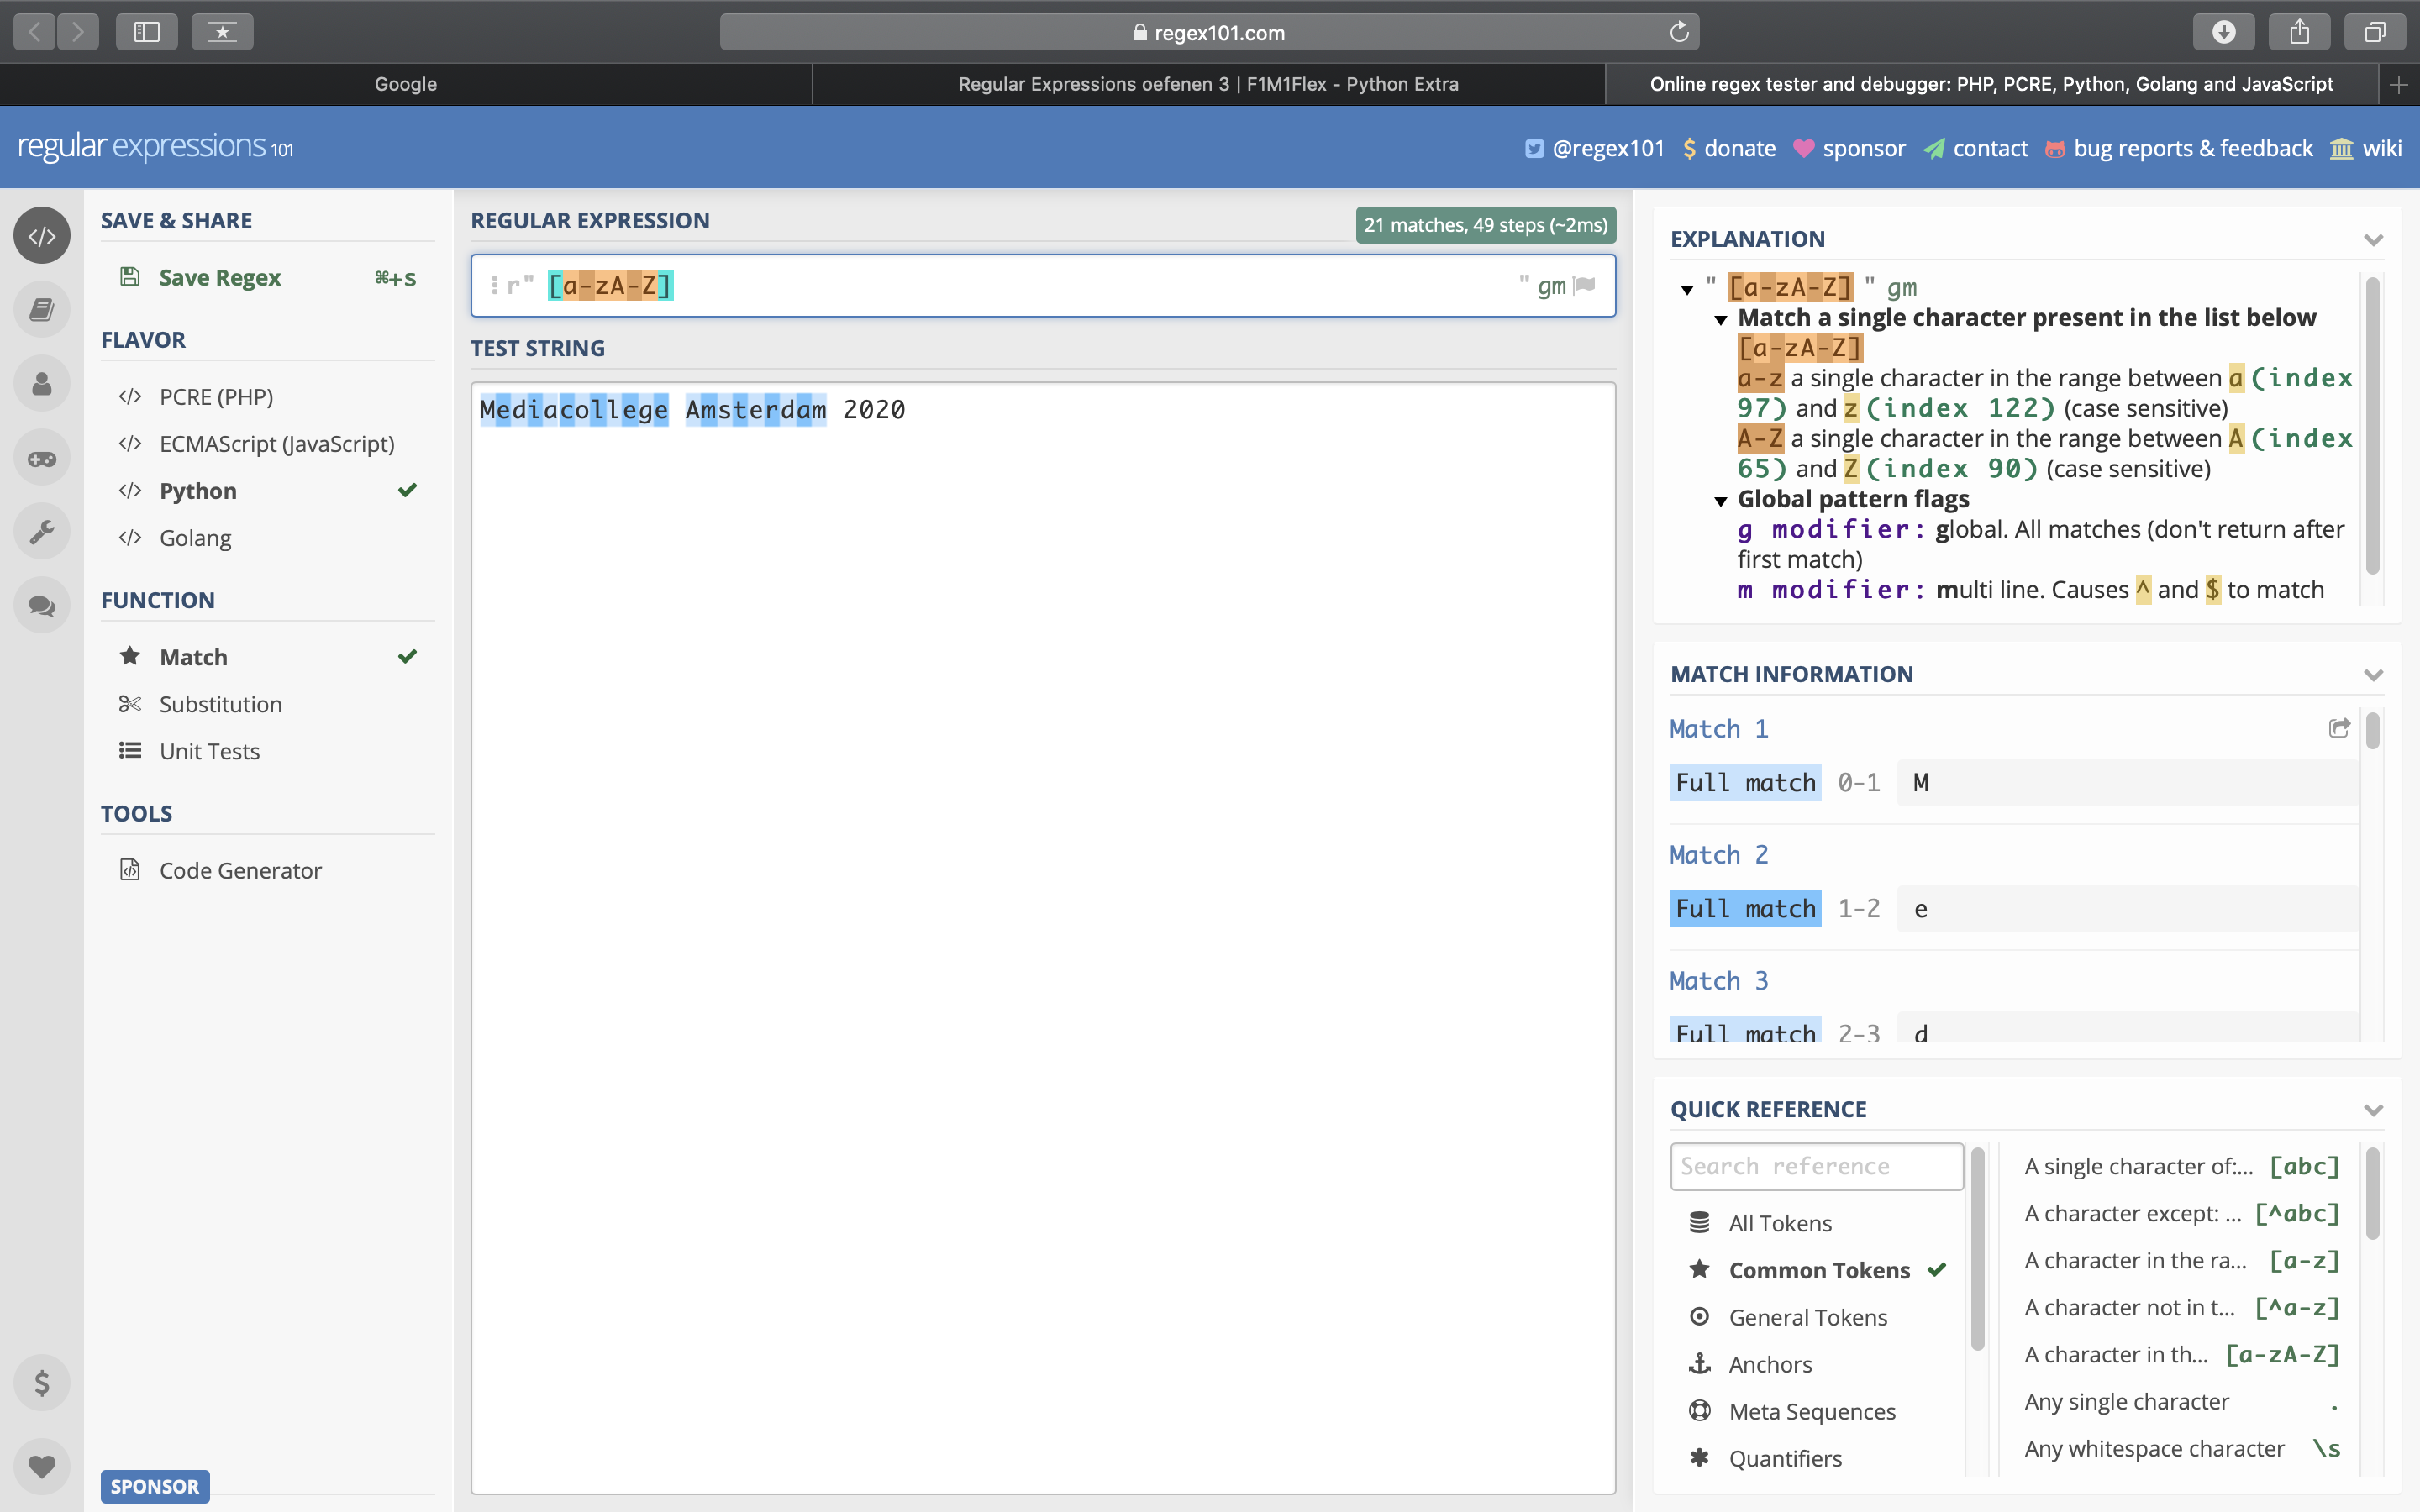 regex101.com
Google
Regular Expressions oefenen 3 | F1M1Flex - Python Extra
Online regex tester and debugger: PHP, PCRE, Python, Golang and JavaScript
regular expressions 101
@regex101
donate
sponsor
contact
bug reports & feedback
wiki
SAVE & SHARE
Save Regex ⌘+S
FLAVOR
PCRE (PHP)
ECMAScript (JavaScript)
Python
Golang
FUNCTION
Match
Substitution
Unit Tests
TOOLS
Code Generator
SPONSOR
REGULAR EXPRESSION
21 matches, 49 steps (~2ms)
r" [a-zA-Z] " gm
TEST STRING
Mediacollege Amsterdam 2020
EXPLANATION
" [a-zA-Z] " gm
Match a single character present in the list below
[a-zA-Z]
a-z a single character in the range between a (index
97) and z (index 122) (case sensitive)
A-Z a single character in the range between A (index
65) and Z (index 90) (case sensitive)
Global pattern flags
g modifier: global. All matches (don't return after
first match)
m modifier: multi line. Causes ^ and $ to match
MATCH INFORMATION
Match 1
Full match 0-1 M
Match 2
Full match 1-2 e
Match 3
Full match 2-3 d
QUICK REFERENCE
Search reference
All Tokens
Common Tokens
General Tokens
Anchors
Meta Sequences
Quantifiers
A single character of:... [abc]
A character except: ... [^abc]
A character in the ra... [a-z]
A character not in t... [^a-z]
A character in th... [a-zA-Z]
Any single character .
Any whitespace character \s